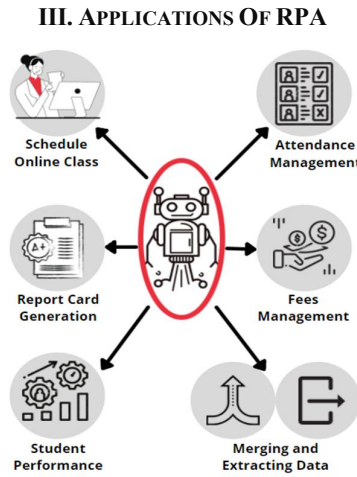 III. APPLICATIONS OF RPA
Schedule
Online Class
Attendance
Management
A+
Report Card
Generation
$
$
Fees
Management
Student
Performance
Merging and
Extracting Data